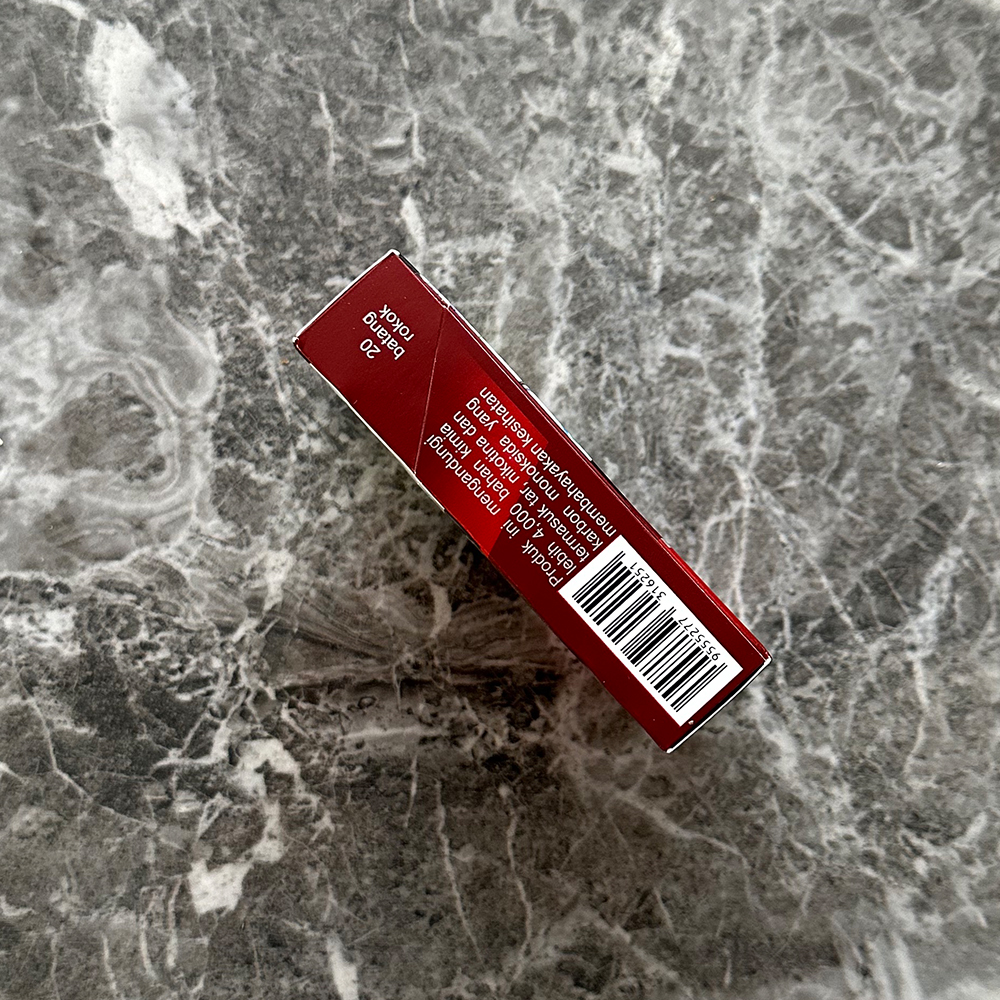 20
batang
rokok
Produk ini mengandungi
lebih 4,000 bahan kimia
termasuk tar, nikotina dan
karbon monoksida yang
membahayakan kesihatan
9555277 316251